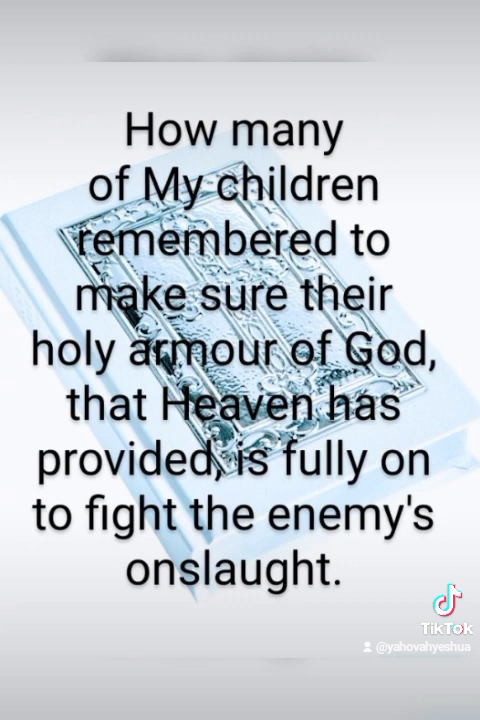 How many
of My children
remembered to
make sure their
holy armour of God,
that Heaven has
provided, is fully on
to fight the enemy's
onslaught.
TikTok
@yahovahyeshua